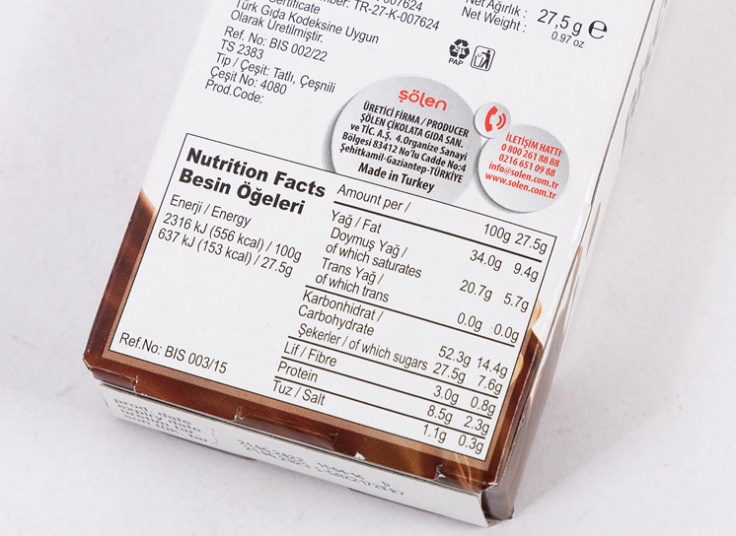 Certificate
TR-27-K-007624
Türk Gıda Kodeksine Uygun
Olarak Üretilmiştir.
Ref. No: BIS 002/22
TS 2383
Tip / Çeşit: Tatlı, Çeşnili
Çeşit No: 4080
Prod.Code:
Net Ağırlık :
Net Weight :
27,5 g e
0.97 oz
PAP
şölen
ÜRETİCİ FİRMA / PRODUCER
ŞÖLEN ÇİKOLATA GIDA SAN.
ve TİC. A.Ş. 4.Organize Sanayi
Bölgesi 83412 No'lu Cadde No:4
Şehitkamil-Gaziantep-TÜRKİYE
Made in Turkey
İLETİŞİM HATTI
0 800 261 88 88
0216 651 09 88
info@solen.com.tr
www.solen.com.tr
Nutrition Facts
Besin Öğeleri
Enerji / Energy
2316 kJ (556 kcal) / 100g
637 kJ (153 kcal) / 27.5g
Ref.No: BIS 003/15
Amount per / 100g 27.5g
Yağ / Fat 34.0g 9.4g
Doymuş Yağ /
of which saturates 20.7g 5.7g
Trans Yağ /
of which trans 0.0g 0.0g
Karbonhidrat /
Carbohydrate 52.3g 14.4g
Şekerler / of which sugars 27.5g 7.6g
Lif / Fibre 3.0g 0.8g
Protein 8.5g 2.3g
Tuz / Salt 1.1g 0.3g
prod. date
expiry date